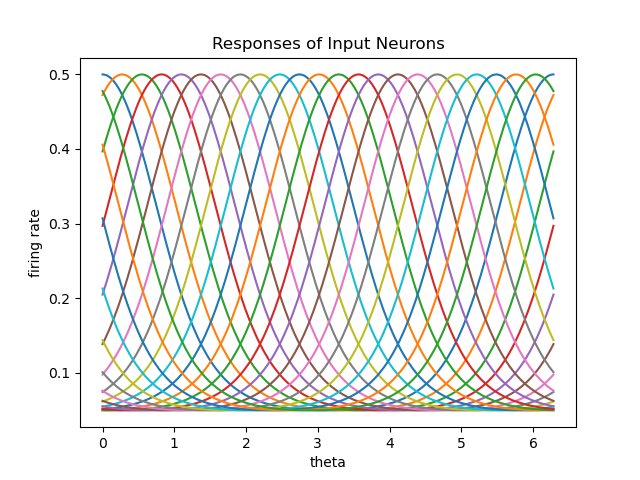 Responses of Input Neurons
0.5
0.4
0.3
0.2
0.1
firing rate
0 1 2 3 4 5 6
theta